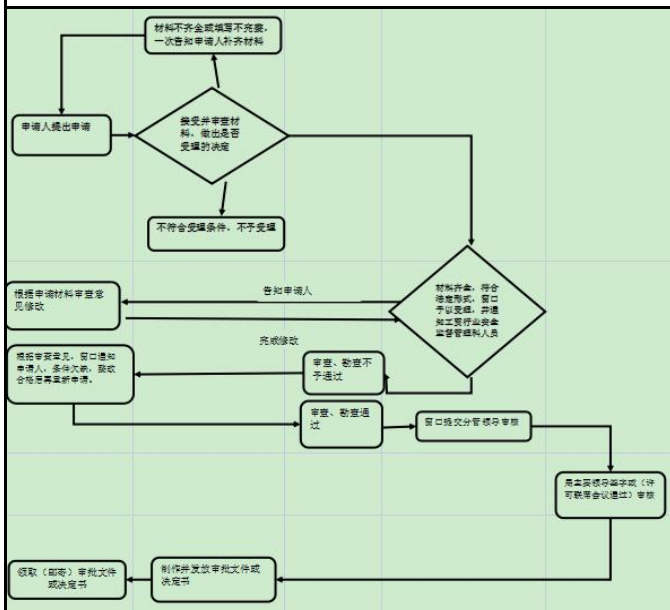 材料不齐全或填写不完整，
一次告知申请人补齐材料
申请人提出申请
接受并审查材
料，做出是否
受理的决定
不符合受理条件，不予受理
材料齐全，符合
法定形式，窗口
予以受理，并通
知工贸行业安全
监督管理科人员
告知申请人
根据申请材料审查意
见修改
完成修改
根据审查意见，窗口通知
申请人，条件欠缺，整改
合格后再重新申请。
审查、勘查不
予通过
审查、勘查通
过
窗口提交分管领导审核
局主要领导签字或（许
可联席会议通过）审核
制作并发放审批文件或
决定书
领取（邮寄）审批文件
或决定书